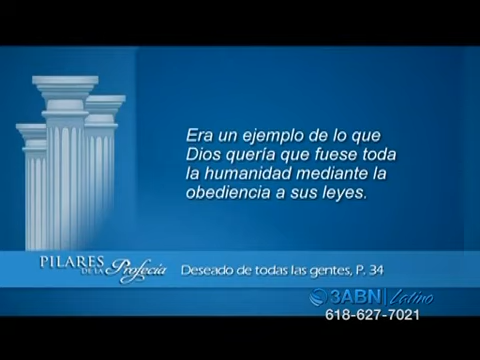 Era un ejemplo de lo que
Dios quería que fuese toda
la humanidad mediante la
obediencia a sus leyes.
PILARES
DE LA
Profecía
Deseado de todas las gentes, P. 34
3ABN Latino
618-627-7021